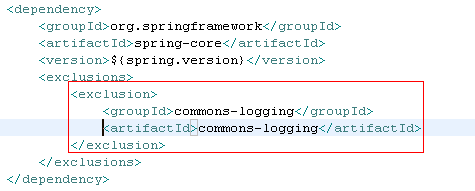 <dependency>
<groupId>org.springframework</groupId>
<artifactId>spring-core</artifactId>
<version>${spring.version}</version>
<exclusions>
<exclusion>
<groupId>commons-logging</groupId>
<artifactId>commons-logging</artifactId>
</exclusion>
</exclusions>
</dependency>